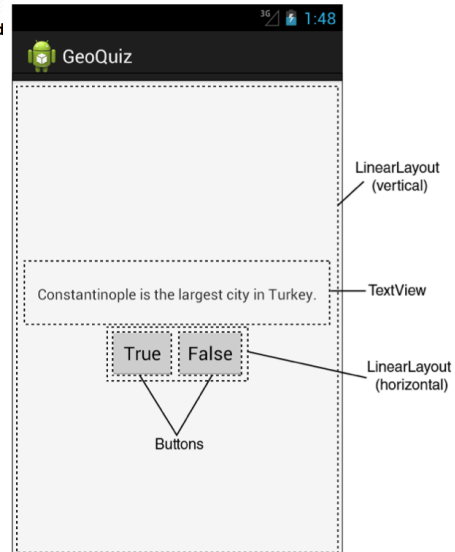 d
3G 1:48
GeoQuiz
LinearLayout
(vertical)
Constantinople is the largest city in Turkey.
TextView
True False
LinearLayout
(horizontal)
Buttons